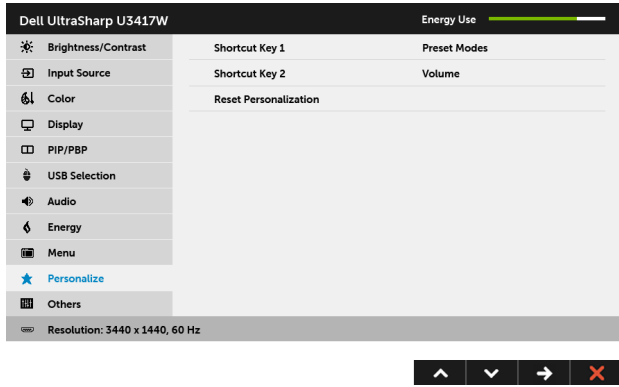 Dell UltraSharp U3417W Energy Use
Brightness/Contrast Shortcut Key 1 Preset Modes
Input Source Shortcut Key 2 Volume
Color Reset Personalization
Display
PIP/PBP
USB Selection
Audio
Energy
Menu
Personalize
Others
Resolution: 3440 x 1440, 60 Hz